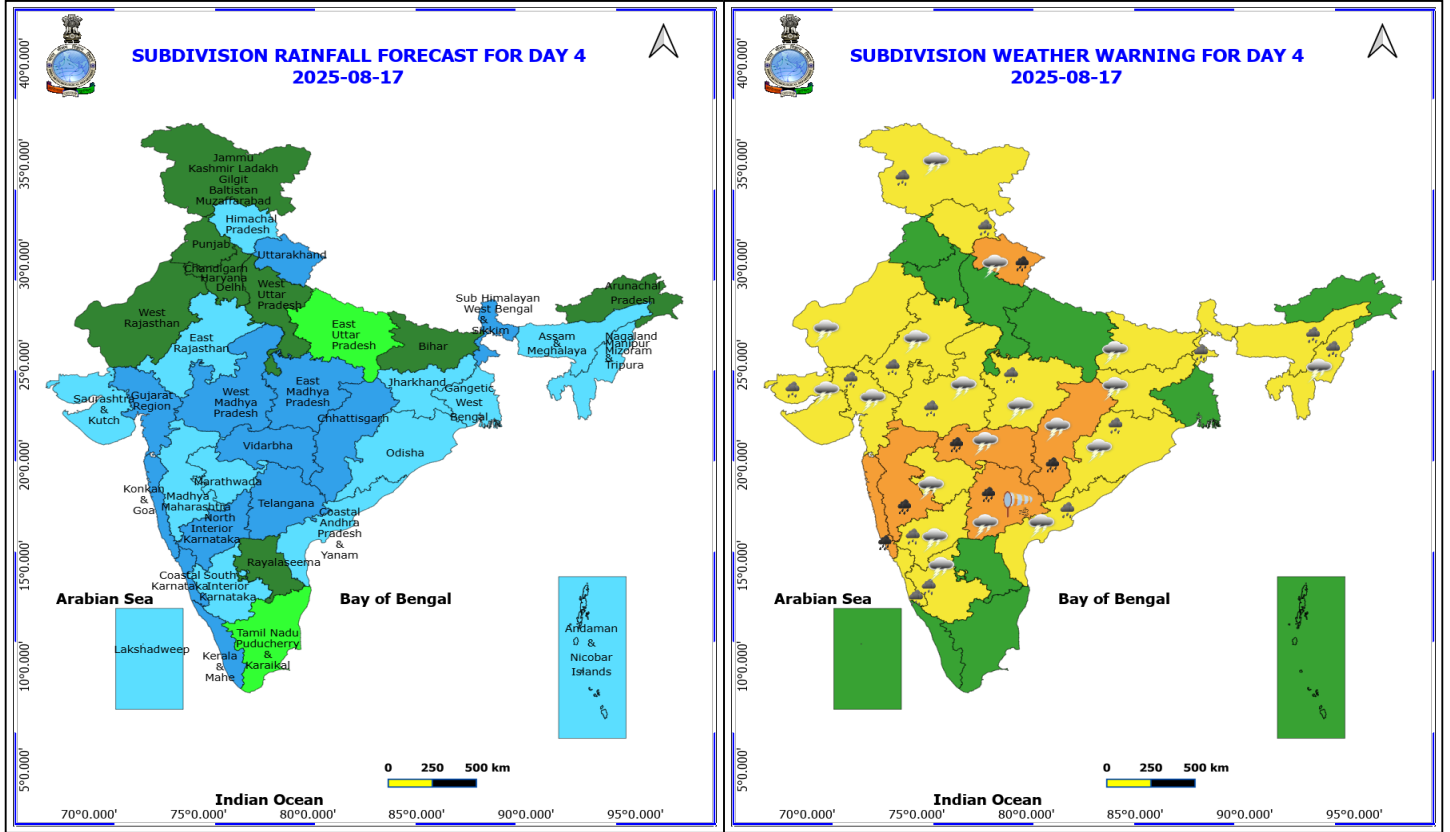 SUBDIVISION RAINFALL FORECAST FOR DAY 4
2025-08-17
40°0.000'
35°0.000'
30°0.000'
25°0.000'
20°0.000'
15°0.000'
10°0.000'
5°0.000'
Jammu
Kashmir Ladakh
Gilgit
Baltistan
Muzaffarabad
Himachal
Pradesh
Punjab
Uttarakhand
Chandigarh
Haryana
Delhi
West
Uttar
Pradesh
West
Rajasthan
East
Rajasthan
East
Uttar
Pradesh
Bihar
Sub Himalayan
West Bengal
&
Sikkim
Arunachal
Pradesh
Assam
&
Meghalaya
Nagaland
Manipur
Mizoram
&
Tripura
Saurashtra
&
Kutch
Gujarat
Region
West
Madhya
Pradesh
East
Madhya
Pradesh
Jharkhand
Gangetic
West
Bengal
Chhattisgarh
Vidarbha
Odisha
Konkan
&
Goa
Madhya
Maharashtra
Marathwada
Telangana
North
Interior
Karnataka
Coastal
Andhra
Pradesh
&
Yanam
Rayalaseema
Coastal
Karnataka
South
Interior
Karnataka
Arabian Sea
Bay of Bengal
Lakshadweep
Kerala
&
Mahe
Tamil Nadu
Puducherry
&
Karaikal
Andaman
&
Nicobar
Islands
0 250 500 km
Indian Ocean
70°0.000' 75°0.000' 80°0.000' 85°0.000' 90°0.000' 95°0.000'
SUBDIVISION WEATHER WARNING FOR DAY 4
2025-08-17
40°0.000'
35°0.000'
30°0.000'
25°0.000'
20°0.000'
15°0.000'
10°0.000'
5°0.000'
Arabian Sea
Bay of Bengal
0 250 500 km
Indian Ocean
70°0.000' 75°0.000' 80°0.000' 85°0.000' 90°0.000' 95°0.000'